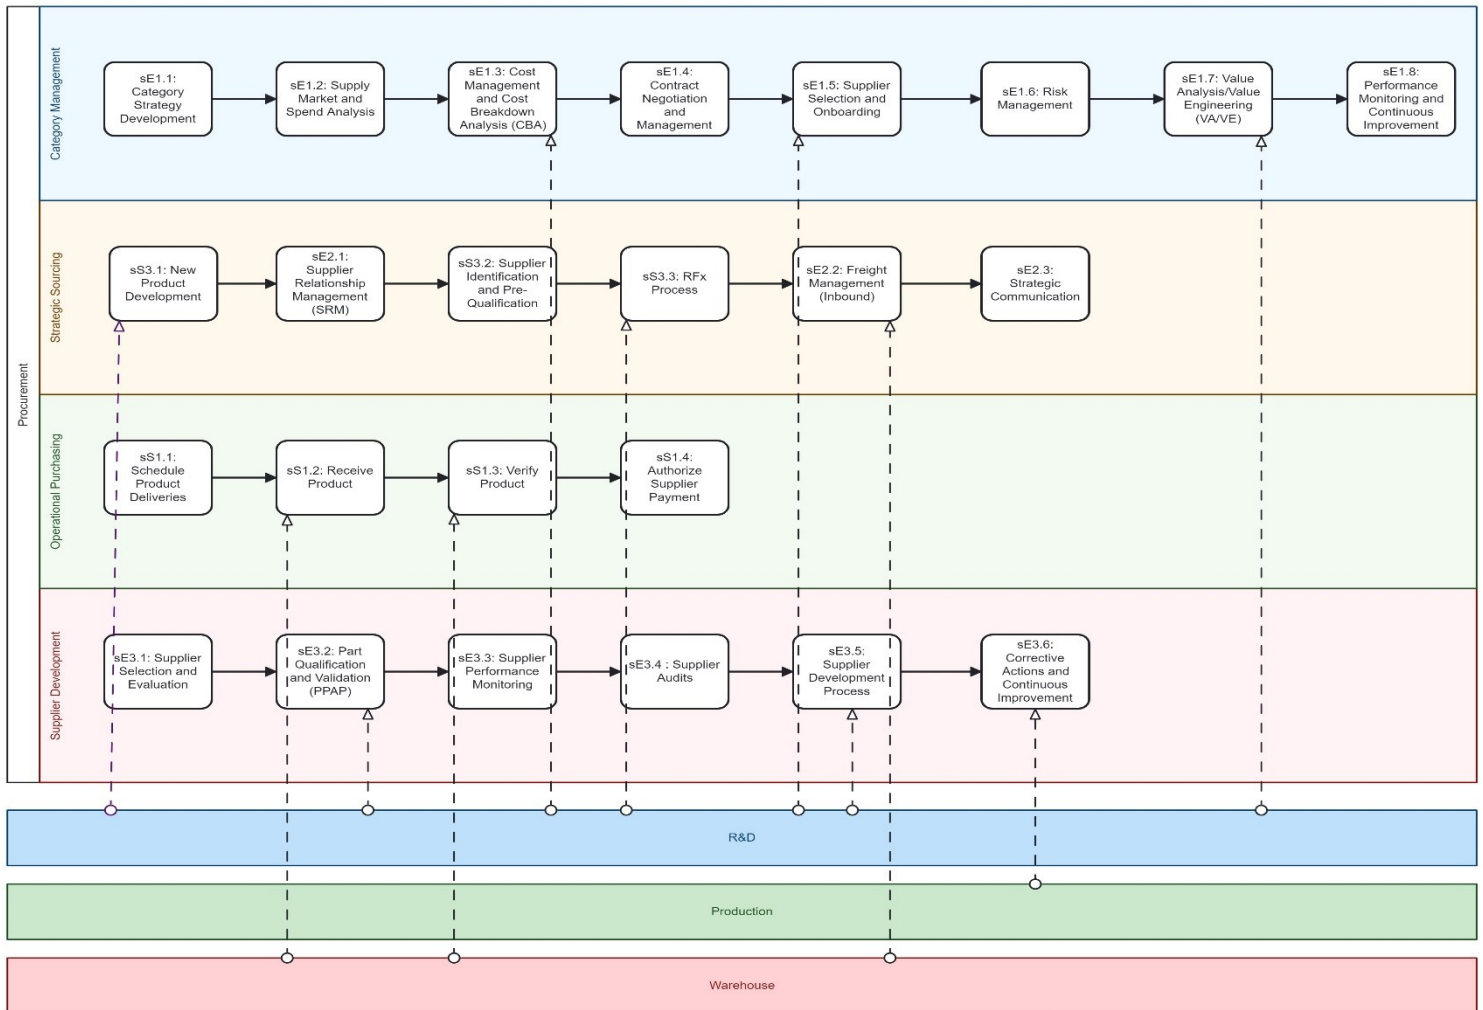 Procurement
Category Management
sE1.1:
Category
Strategy
Development
sE1.2: Supply
Market and
Spend Analysis
sE1.3: Cost
Management
and Cost
Breakdown
Analysis (CBA)
sE1.4:
Contract
Negotiation
and
Management
sE1.5: Supplier
Selection and
Onboarding
sE1.6: Risk
Management
sE1.7: Value
Analysis/Value
Engineering
(VA/VE)
sE1.8:
Performance
Monitoring and
Continuous
Improvement
Strategic Sourcing
sS3.1: New
Product
Development
sE2.1:
Supplier
Relationship
Management
(SRM)
sS3.2: Supplier
Identification
and Pre-
Qualification
sS3.3: RFx
Process
sE2.2: Freight
Management
(Inbound)
sE2.3:
Strategic
Communication
Operational Purchasing
sS1.1:
Schedule
Product
Deliveries
sS1.2: Receive
Product
sS1.3: Verify
Product
sS1.4:
Authorize
Supplier
Payment
Supplier Development
sE3.1: Supplier
Selection and
Evaluation
sE3.2: Part
Qualification
and Validation
(PPAP)
sE3.3: Supplier
Performance
Monitoring
sE3.4 : Supplier
Audits
sE3.5:
Supplier
Development
Process
sE3.6:
Corrective
Actions and
Continuous
Improvement
R&D
Production
Warehouse